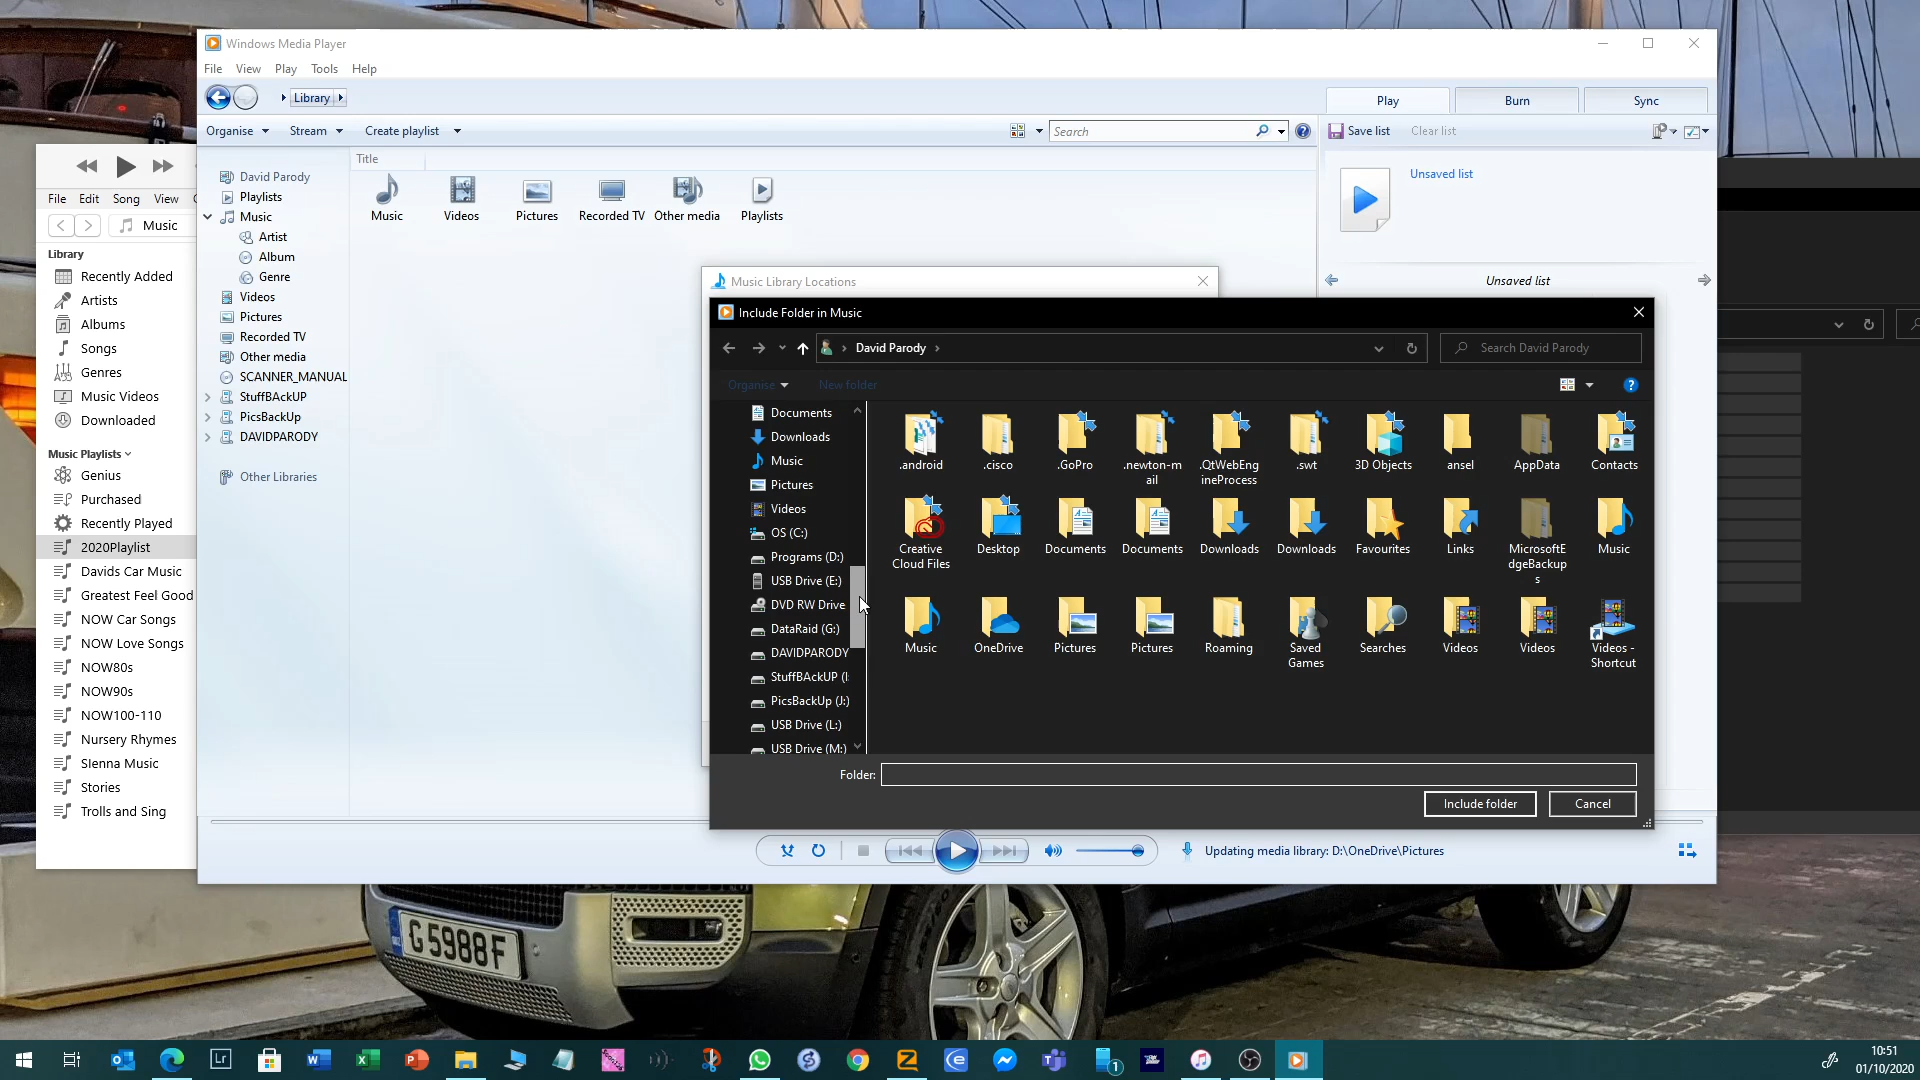 Windows Media Player
File View Play Tools Help
Library
Play Burn Sync
Organise Stream Create playlist Search Save list Clear list
Title
Unsaved list
Unsaved list
David Parody
Playlists
Music
Artist
Album
Genre
Videos
Pictures
Recorded TV
Other media
SCANNER_MANUAL
StuffBAckUP
PicsBackUp
DAVIDPARODY
Other Libraries
Music Videos Pictures Recorded TV Other media Playlists
File Edit Song View
Music
Library
Recently Added
Artists
Albums
Songs
Genres
Music Videos
Downloaded
Music Playlists
Genius
Purchased
Recently Played
2020Playlist
Davids Car Music
Greatest Feel Good
NOW Car Songs
NOW Love Songs
NOW80s
NOW90s
NOW100-110
Nursery Rhymes
SIenna Music
Stories
Trolls and Sing
Music Library Locations
Include Folder in Music
David Parody Search David Parody
Organise New folder
Documents
Downloads
Music
Pictures
Videos
OS (C:)
Programs (D:)
USB Drive (E:)
DVD RW Drive
DataRaid (G:)
DAVIDPARODY
StuffBAckUP (I:
PicsBackUp (J:)
USB Drive (L:)
USB Drive (M:)
.android .cisco .GoPro .newton-m .QtWebEng .swt 3D Objects ansel AppData Contacts
ail ineProcess
Creative Desktop Documents Documents Downloads Downloads Favourites Links MicrosoftE Music
Cloud Files dgeBackup
s
Music OneDrive Pictures Pictures Roaming Saved Searches Videos Videos Videos -
Games Shortcut
Folder:
Include folder Cancel
Updating media library: D:\OneDrive\Pictures
G5988F
Lr
1
10:51
01/10/2020